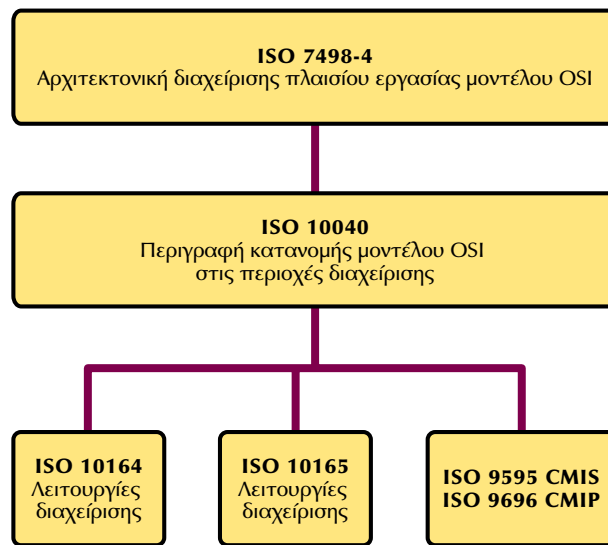 ISO 7498-4
Αρχιτεκτονική διαχείρισης πλαισίου εργασίας μοντέλου OSI
ISO 10040
Περιγραφή κατανομής μοντέλου OSI
στις περιοχές διαχείρισης
ISO 10164
Λειτουργίες
διαχείρισης
ISO 10165
Λειτουργίες
διαχείρισης
ISO 9595 CMIS
ISO 9696 CMIP